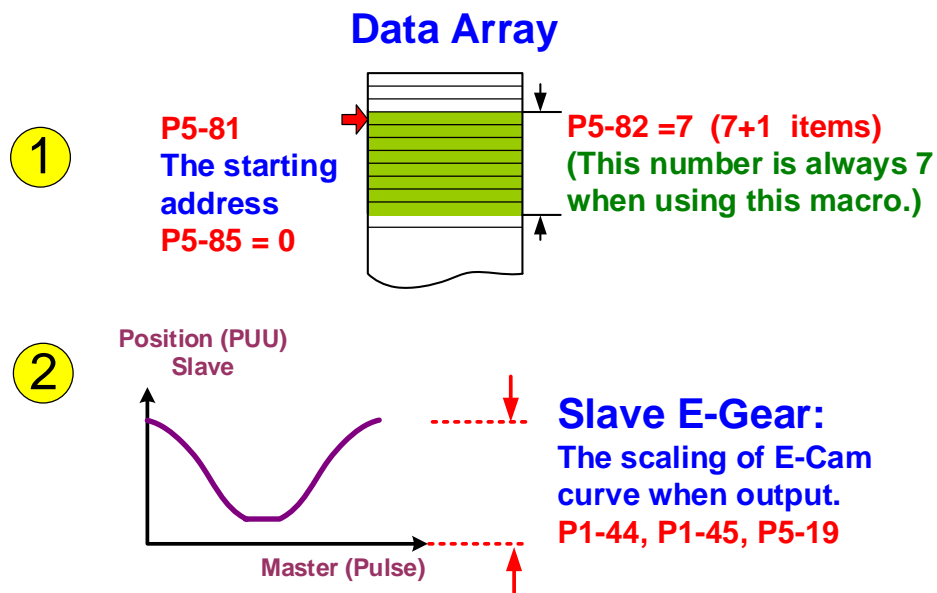 Data Array
1
P5-81
The starting
address
P5-85 = 0
P5-82 =7 (7+1 items)
(This number is always 7
when using this macro.)
2
Position (PUU)
Slave
Master (Pulse)
Slave E-Gear:
The scaling of E-Cam
curve when output.
P1-44, P1-45, P5-19